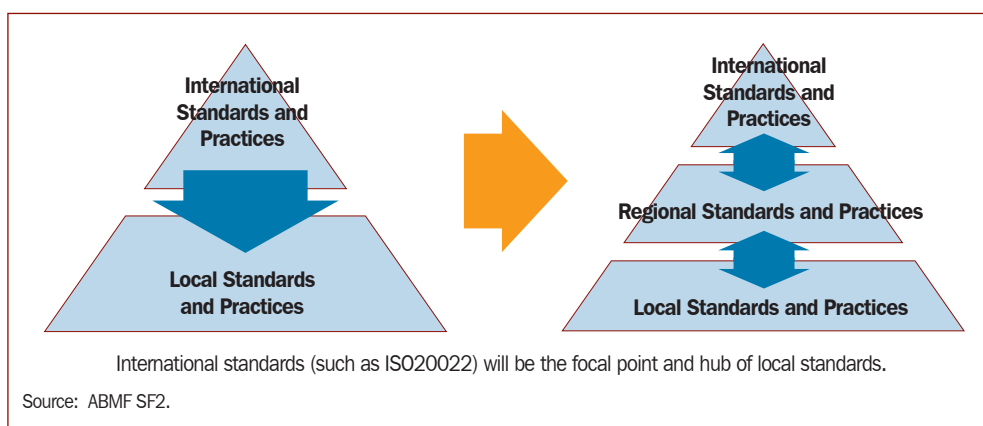 International
Standards and
Practices
Local Standards
and Practices
International
Standards and
Practices
Regional Standards and Practices
Local Standards and Practices
International standards (such as ISO20022) will be the focal point and hub of local standards.
Source: ABMF SF2.